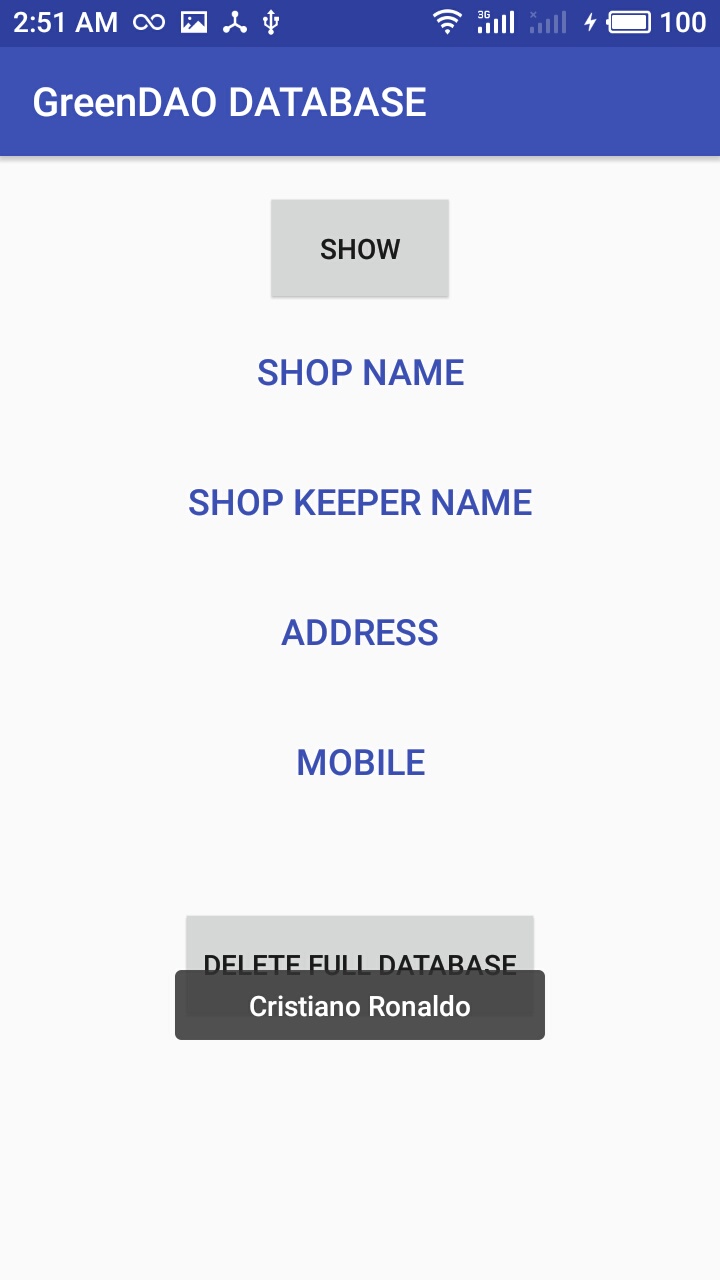 2:51 AM 3G 100
GreenDAO DATABASE
SHOW
SHOP NAME
SHOP KEEPER NAME
ADDRESS
MOBILE
DELETE FULL DATABASE
Cristiano Ronaldo